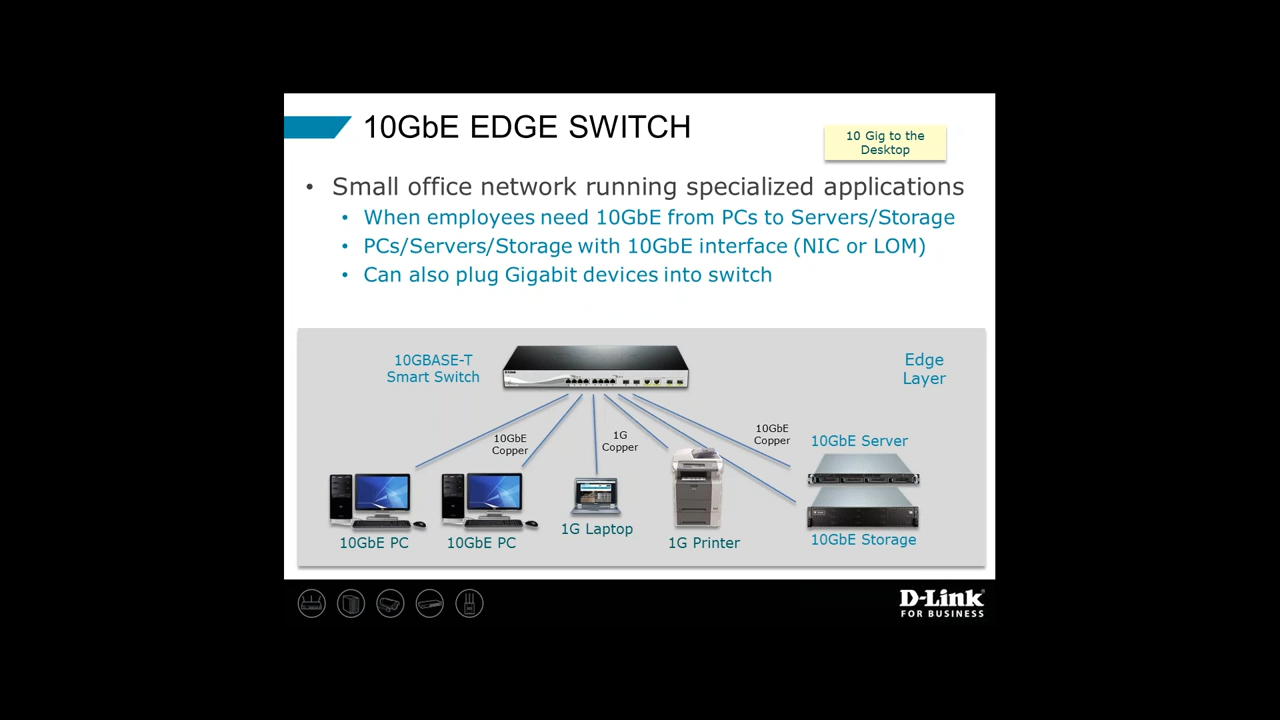 10GbE EDGE SWITCH
10 Gig to the
Desktop
• Small office network running specialized applications
• When employees need 10GbE from PCs to Servers/Storage
• PCs/Servers/Storage with 10GbE interface (NIC or LOM)
• Can also plug Gigabit devices into switch
10GBASE-T
Smart Switch
Edge
Layer
10GbE
Copper
1G
Copper
10GbE
Copper
10GbE Server
10GbE PC
10GbE PC
1G Laptop
1G Printer
10GbE Storage
D-Link
FOR BUSINESS